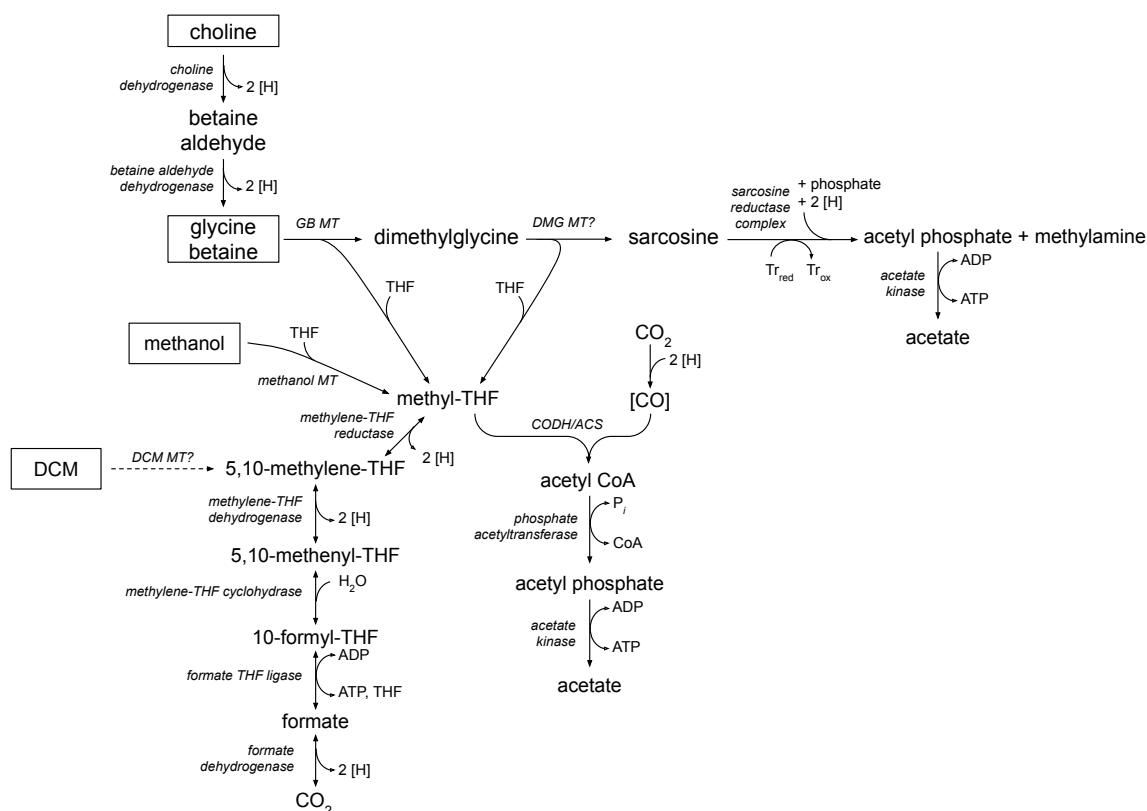 choline
choline
dehydrogenase
2 [H]
betaine
aldehyde
betaine aldehyde
dehydrogenase
2 [H]
glycine
betaine
GB MT
dimethylglycine
DMG MT?
sarcosine
sarcosine
reductase
complex
+ phosphate
+ 2 [H]
Tr_red
Tr_ox
acetyl phosphate + methylamine
acetate
kinase
ADP
ATP
acetate
THF
THF
methanol
THF
methanol MT
methyl-THF
CO2
2 [H]
[CO]
methylene-THF
reductase
2 [H]
CODH/ACS
DCM
DCM MT?
5,10-methylene-THF
acetyl CoA
methylene-THF
dehydrogenase
2 [H]
phosphate
acetyltransferase
Pi
CoA
5,10-methenyl-THF
acetyl phosphate
methylene-THF cyclohydrase
H2O
acetate
kinase
ADP
ATP
10-formyl-THF
acetate
formate THF ligase
ADP
ATP, THF
formate
formate
dehydrogenase
2 [H]
CO2